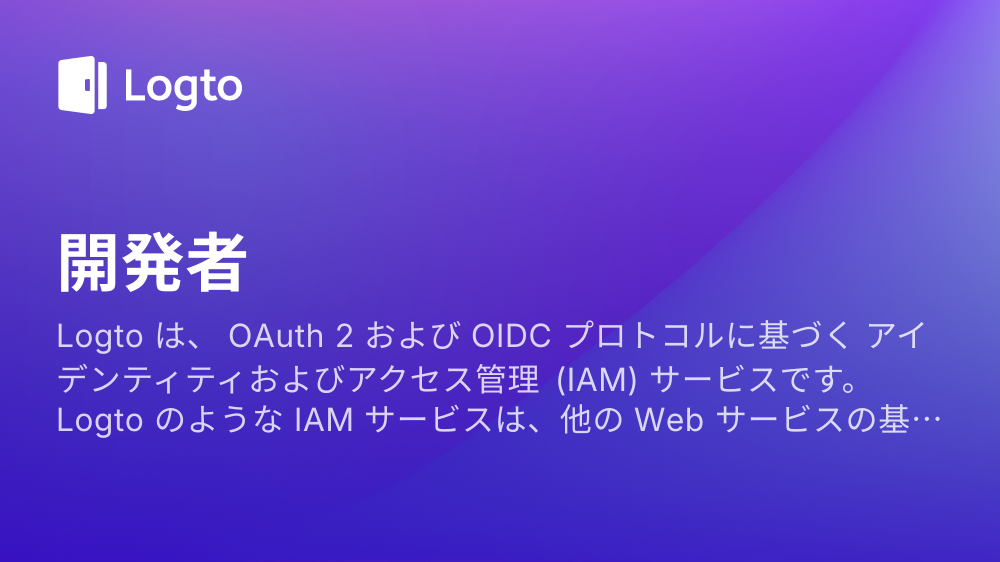 Logto
開発者
Logto は、 OAuth 2 および OIDC プロトコルに基づく アイ
デンティティおよびアクセス管理 (IAM) サービスです。
Logto のような IAM サービスは、他の Web サービスの基…